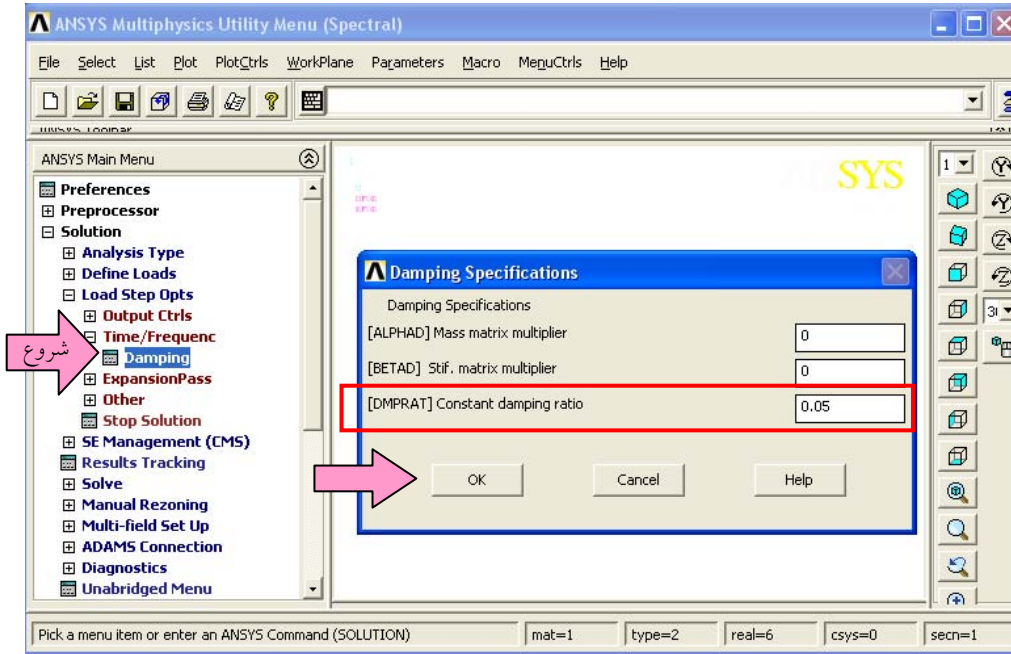 ANSYS Multiphysics Utility Menu (Spectral)
File Select List Plot PlotCtrls WorkPlane Parameters Macro MenuCtrls Help
ANSYS Toolbar
ANSYS Main Menu
Preferences
Preprocessor
Solution
Analysis Type
Define Loads
Load Step Opts
Output Ctrls
Time/Frequenc
شروع
Damping
ExpansionPass
Other
Stop Solution
SE Management (CMS)
Results Tracking
Solve
Manual Rezoning
Multi-field Set Up
ADAMS Connection
Diagnostics
Unabridged Menu
SYS
Damping Specifications
Damping Specifications
[ALPHAD] Mass matrix multiplier 0
[BETAD] Stif. matrix multiplier 0
[DMPRAT] Constant damping ratio 0.05
OK Cancel Help
1
Pick a menu item or enter an ANSYS Command (SOLUTION) mat=1 type=2 real=6 csys=0 secn=1